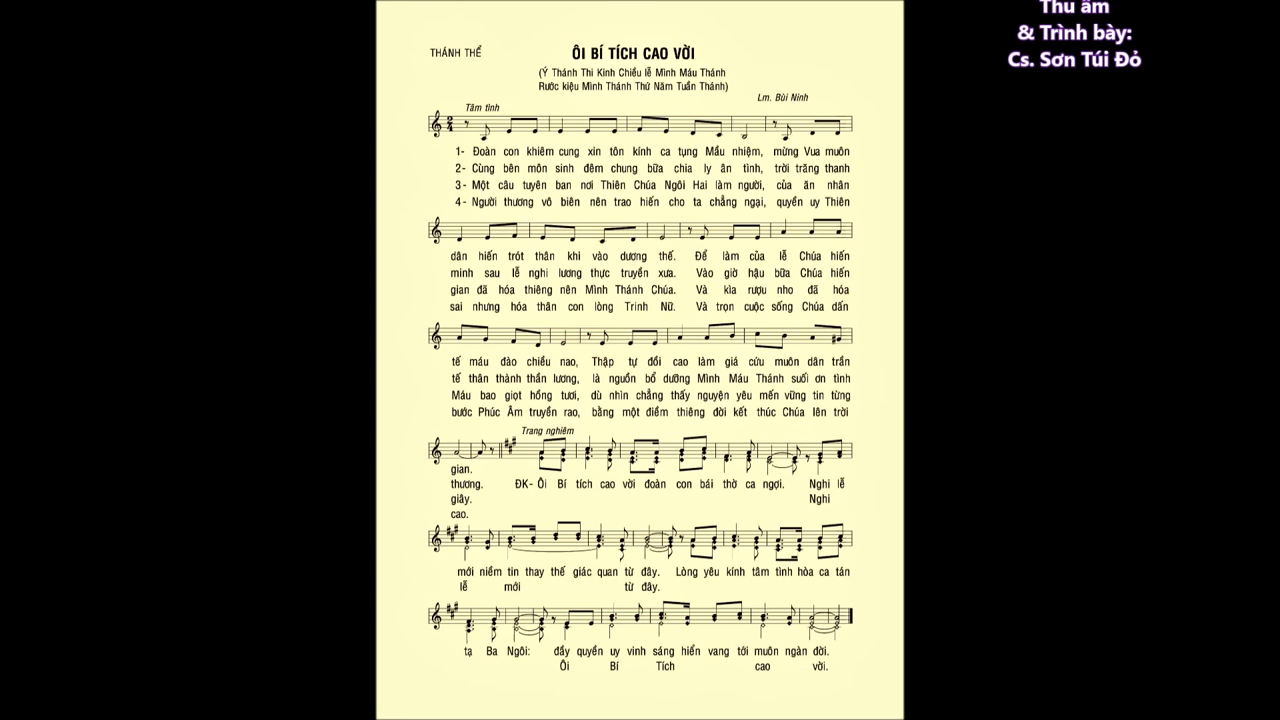 Thu âm
& Trình bày:
Cs. Sơn Túi Đỏ
THÁNH THỂ
ÔI BÍ TÍCH CAO VỜI
(Ý Thánh Thi Kinh Chiều lễ Mình Máu Thánh
Rước kiệu Mình Thánh Thứ Năm Tuần Thánh)
Lm. Bùi Ninh
Tâm tình
2
4
1- Đoàn con khiêm cung xin tôn kính ca tụng Mầu nhiệm, mừng Vua muôn
2- Cùng bên môn sinh đêm chung bữa chia ly ân tình, trời trăng thanh
3- Một câu tuyên ban nơi Thiên Chúa Ngôi Hai làm người, của ăn nhân
4- Người thương vô biên nên trao hiến cho ta chẳng ngại, quyền uy Thiên
dân hiến trót thân khi vào dương thế. Để làm của lễ Chúa hiến
minh sau lễ nghi lương thực truyền xưa. Vào giờ hậu bữa Chúa hiến
gian đã hóa thiêng nên Mình Thánh Chúa. Và kìa rượu nho đã hóa
sai nhưng hóa thân con lòng Trinh Nữ. Và trọn cuộc sống Chúa dấn
tế máu đào chiều nao, Thập tự đồi cao làm giá cứu muôn dân trần
tế thân thành thần lương, là nguồn bổ dưỡng Mình Máu Thánh suối ơn tình
Máu bao giọt hồng tươi, dù nhìn chẳng thấy nguyện yêu mến vững tin từng
bước Phúc Âm truyền rao, bằng một điểm thiêng đời kết thúc Chúa lên trời
Trang nghiêm
gian.
thương. ĐK- Ôi Bí tích cao vời đoàn con bái thờ ca ngợi. Nghi lễ
giây. Nghi
cao.
mới niềm tin thay thế giác quan từ đây. Lòng yêu kính tâm tình hòa ca tán
lễ mới từ đây.
tạ Ba Ngôi: đầy quyền uy vinh sáng hiển vang tới muôn ngàn đời.
Ôi Bí Tích cao vời.